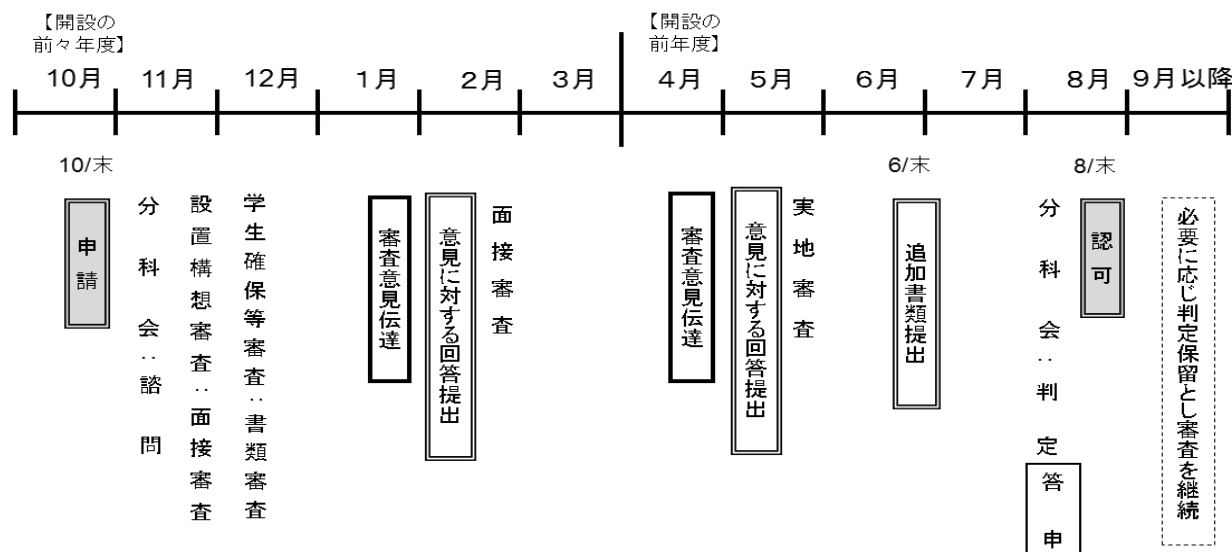 【開設の
前々年度】
【開設の
前年度】
10月
11月
12月
1月
2月
3月
4月
5月
6月
7月
8月
9月以降
10/末
6/末
8/末
申請
分科会：諮問
設置構想審査：面接審査
学生確保等審査：書類審査
審査意見伝達
意見に対する回答提出
面接審査
審査意見伝達
意見に対する回答提出
実地審査
追加書類提出
分科会：判定
答申
認可
必要に応じ判定保留とし審査を継続